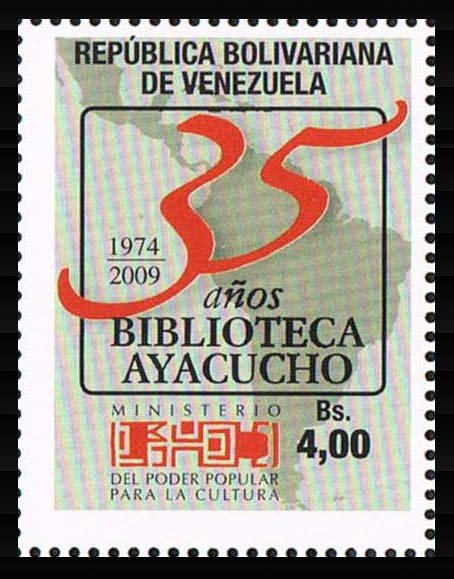 REPÚBLICA BOLIVARIANA
DE VENEZUELA
35
1974
2009
años
BIBLIOTECA
AYACUCHO
MINISTERIO
DEL PODER POPULAR
PARA LA CULTURA
Bs.
4,00